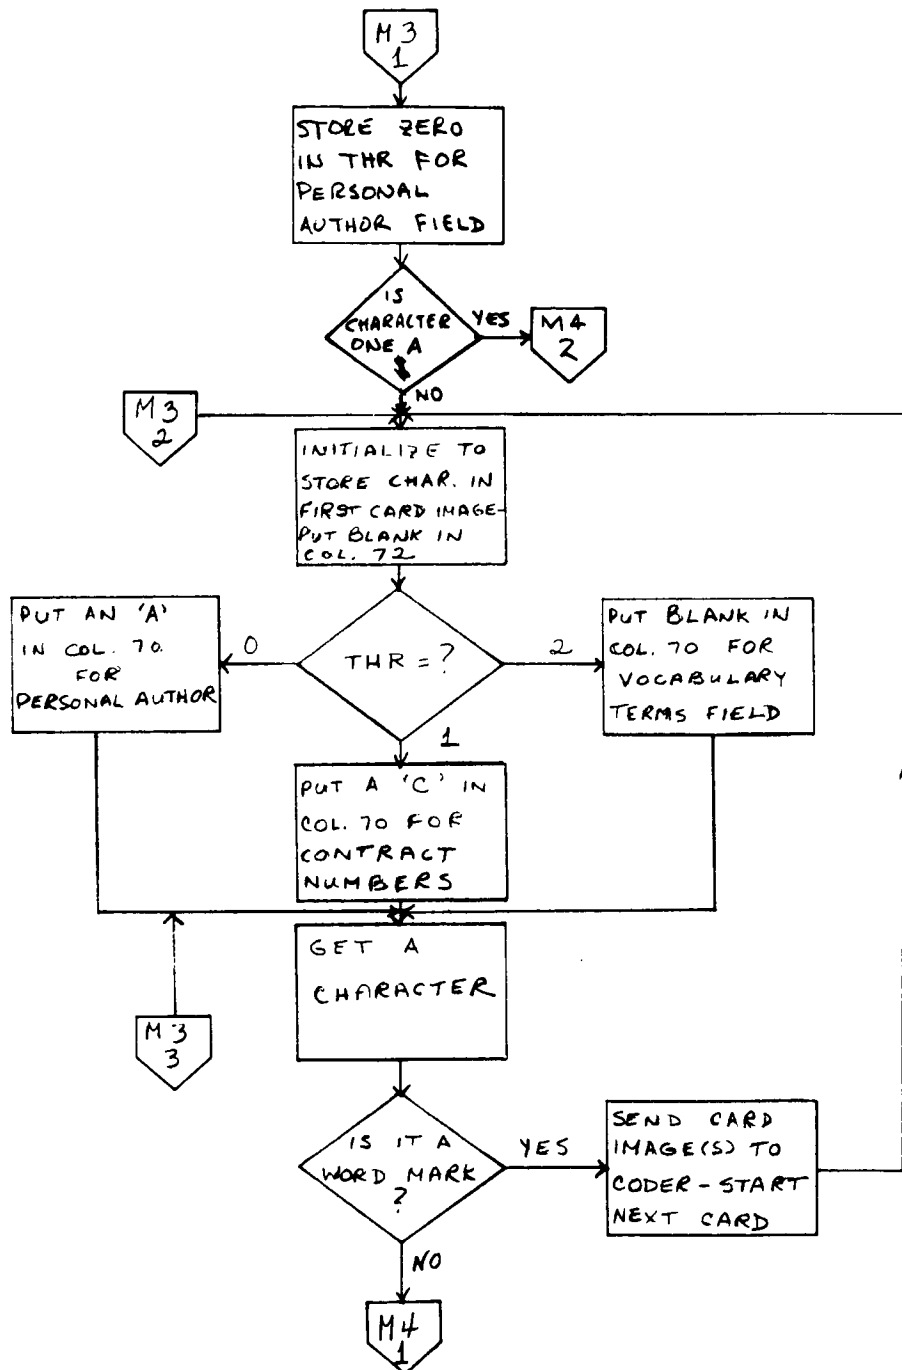 M3
1
STORE ZERO
IN THR FOR
PERSONAL
AUTHOR FIELD
IS
CHARACTER
ONE A
YES
M4
2
NO
M3
2
INITIALIZE TO
STORE CHAR. IN
FIRST CARD IMAGE-
PUT BLANK IN
COL. 72
PUT AN 'A'
IN COL. 70.
FOR
PERSONAL AUTHOR
0
THR = ?
2
PUT BLANK IN
COL. 70 FOR
VOCABULARY
TERMS FIELD
1
PUT A 'C' IN
COL. 70 FOR
CONTRACT
NUMBERS
GET A
CHARACTER
M3
3
IS IT A
WORD MARK
?
YES
SEND CARD
IMAGE(S) TO
CODER-START
NEXT CARD
NO
M4
1